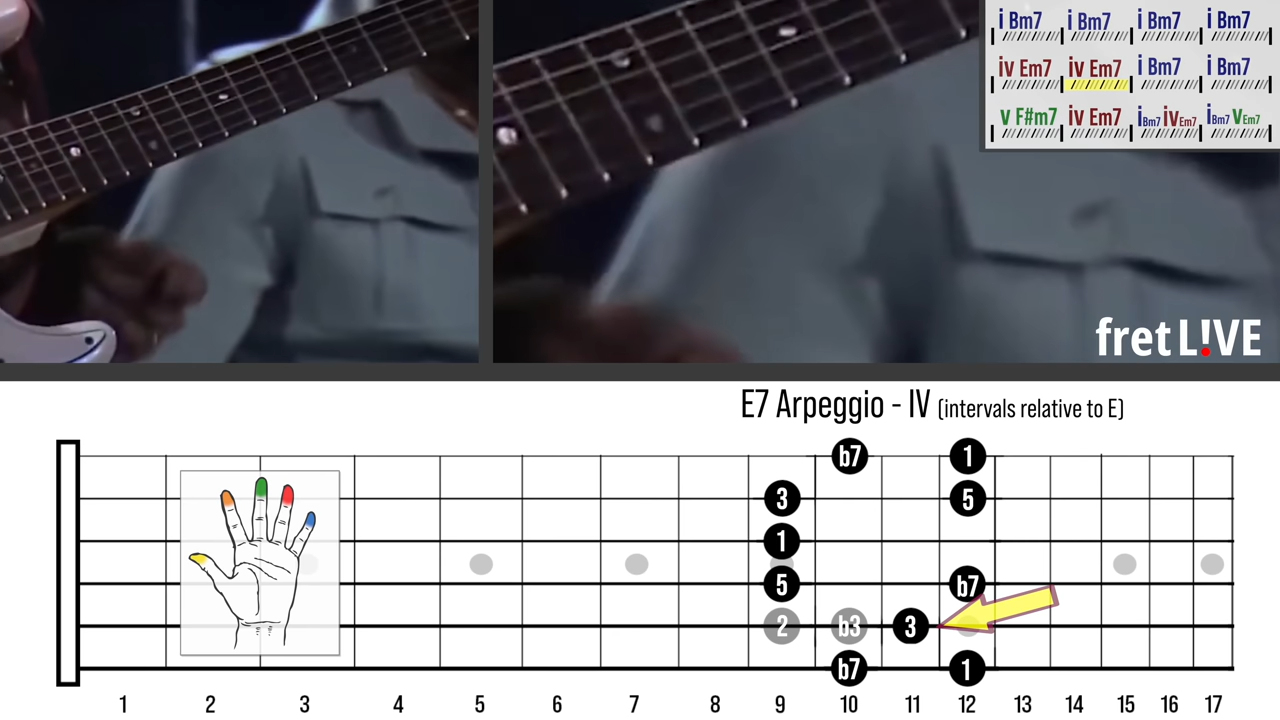 i Bm7 i Bm7 i Bm7 i Bm7
iv Em7 iv Em7 i Bm7 i Bm7
v F#m7 iv Em7 i Bm7 iv Em7 i Bm7 v Em7
fret L!VE
E7 Arpeggio - IV (intervals relative to E)
b7 1
3 5
1
5 b7
2 b3 3
b7 1
1 2 3 4 5 6 7 8 9 10 11 12 13 14 15 16 17